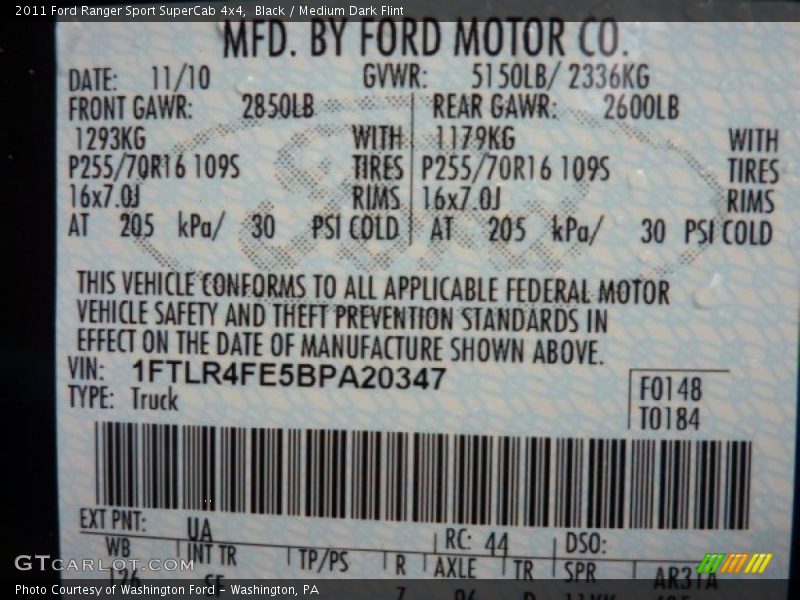 2011 Ford Ranger Sport SuperCab 4x4,  Black / Medium Dark Flint
MFD. BY FORD MOTOR CO.
DATE: 11/10 GVWR: 5150LB/ 2336KG
FRONT GAWR: 2850LB REAR GAWR: 2600LB
1293KG WITH 1179KG WITH
P255/70R16 109S TIRES P255/70R16 109S TIRES
16x7.0J RIMS 16x7.0J RIMS
AT 205 kPa/ 30 PSI COLD AT 205 kPa/ 30 PSI COLD
THIS VEHICLE CONFORMS TO ALL APPLICABLE FEDERAL MOTOR
VEHICLE SAFETY AND THEFT PREVENTION STANDARDS IN
EFFECT ON THE DATE OF MANUFACTURE SHOWN ABOVE.
VIN: 1FTLR4FE5BPA20347
TYPE: Truck F0148
T0184
EXT PNT: UA RC: 44 DSO:
WB INT TR TP/PS R AXLE TR SPR AR31A
126
GTCarLot.com
Photo Courtesy of Washington Ford – Washington, PA